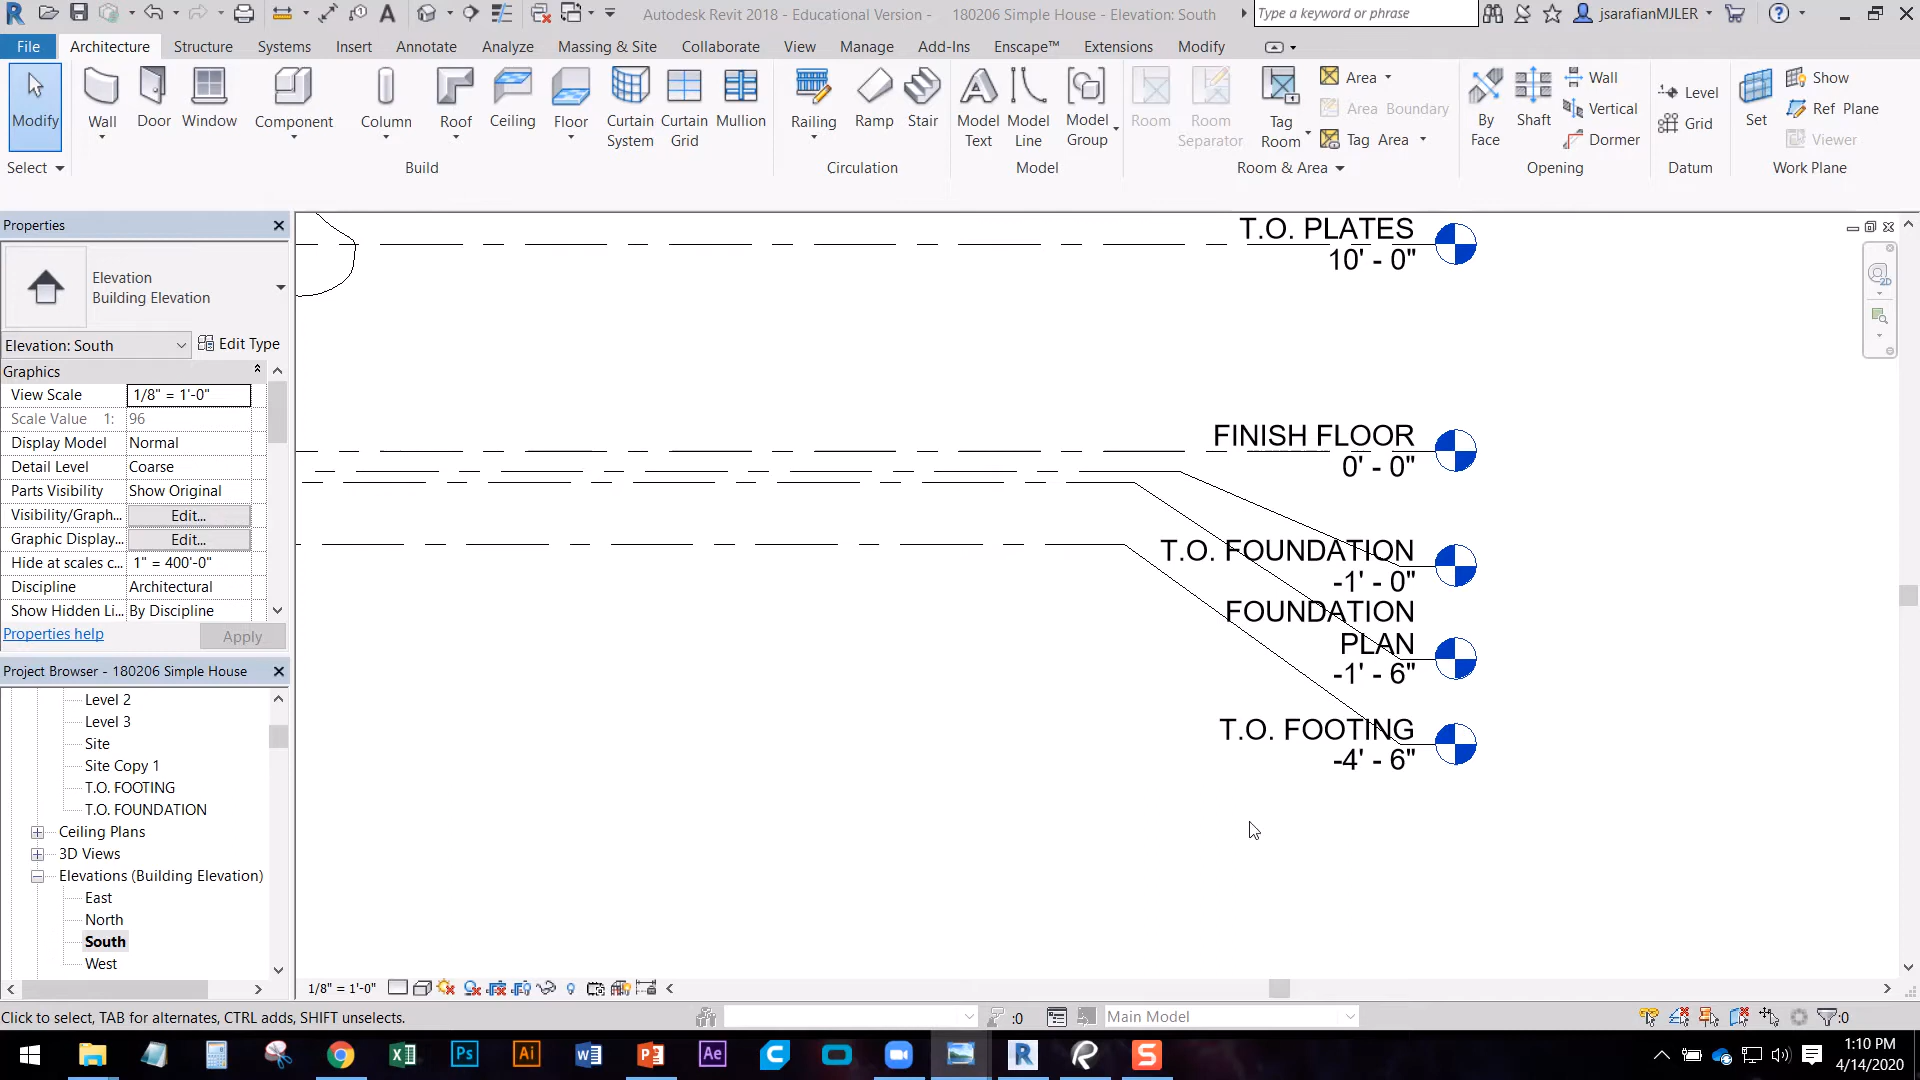 Autodesk Revit 2018 - Educational Version - 180206 Simple House - Elevation: South
Type a keyword or phrase
jsarafianMJLER
File
Architecture
Structure
Systems
Insert
Annotate
Analyze
Massing & Site
Collaborate
View
Manage
Add-Ins
Enscape™
Extensions
Modify
Modify
Wall
Door
Window
Component
Column
Roof
Ceiling
Floor
Curtain System
Curtain Grid
Mullion
Railing
Ramp
Stair
Model Text
Model Line
Model Group
Room
Room Separator
Tag Room
Area
Area Boundary
Tag Area
By Face
Shaft
Wall
Vertical
Dormer
Level
Grid
Set
Show
Ref Plane
Viewer
Select
Build
Circulation
Model
Room & Area
Opening
Datum
Work Plane
Properties
Elevation
Building Elevation
Elevation: South
Edit Type
Graphics
View Scale 1/8" = 1'-0"
Scale Value 1: 96
Display Model Normal
Detail Level Coarse
Parts Visibility Show Original
Visibility/Graph... Edit...
Graphic Display... Edit...
Hide at scales c... 1" = 400'-0"
Discipline Architectural
Show Hidden Li... By Discipline
Properties help
Apply
Project Browser - 180206 Simple House
Level 2
Level 3
Site
Site Copy 1
T.O. FOOTING
T.O. FOUNDATION
Ceiling Plans
3D Views
Elevations (Building Elevation)
East
North
South
West
T.O. PLATES
10' - 0"
FINISH FLOOR
0' - 0"
T.O. FOUNDATION
-1' - 0"
FOUNDATION
PLAN
-1' - 6"
T.O. FOOTING
-4' - 6"
2D
1/8" = 1'-0"
Click to select, TAB for alternates, CTRL adds, SHIFT unselects.
:0
Main Model
:0
Ps
Ai
Ae
1:10 PM
4/14/2020